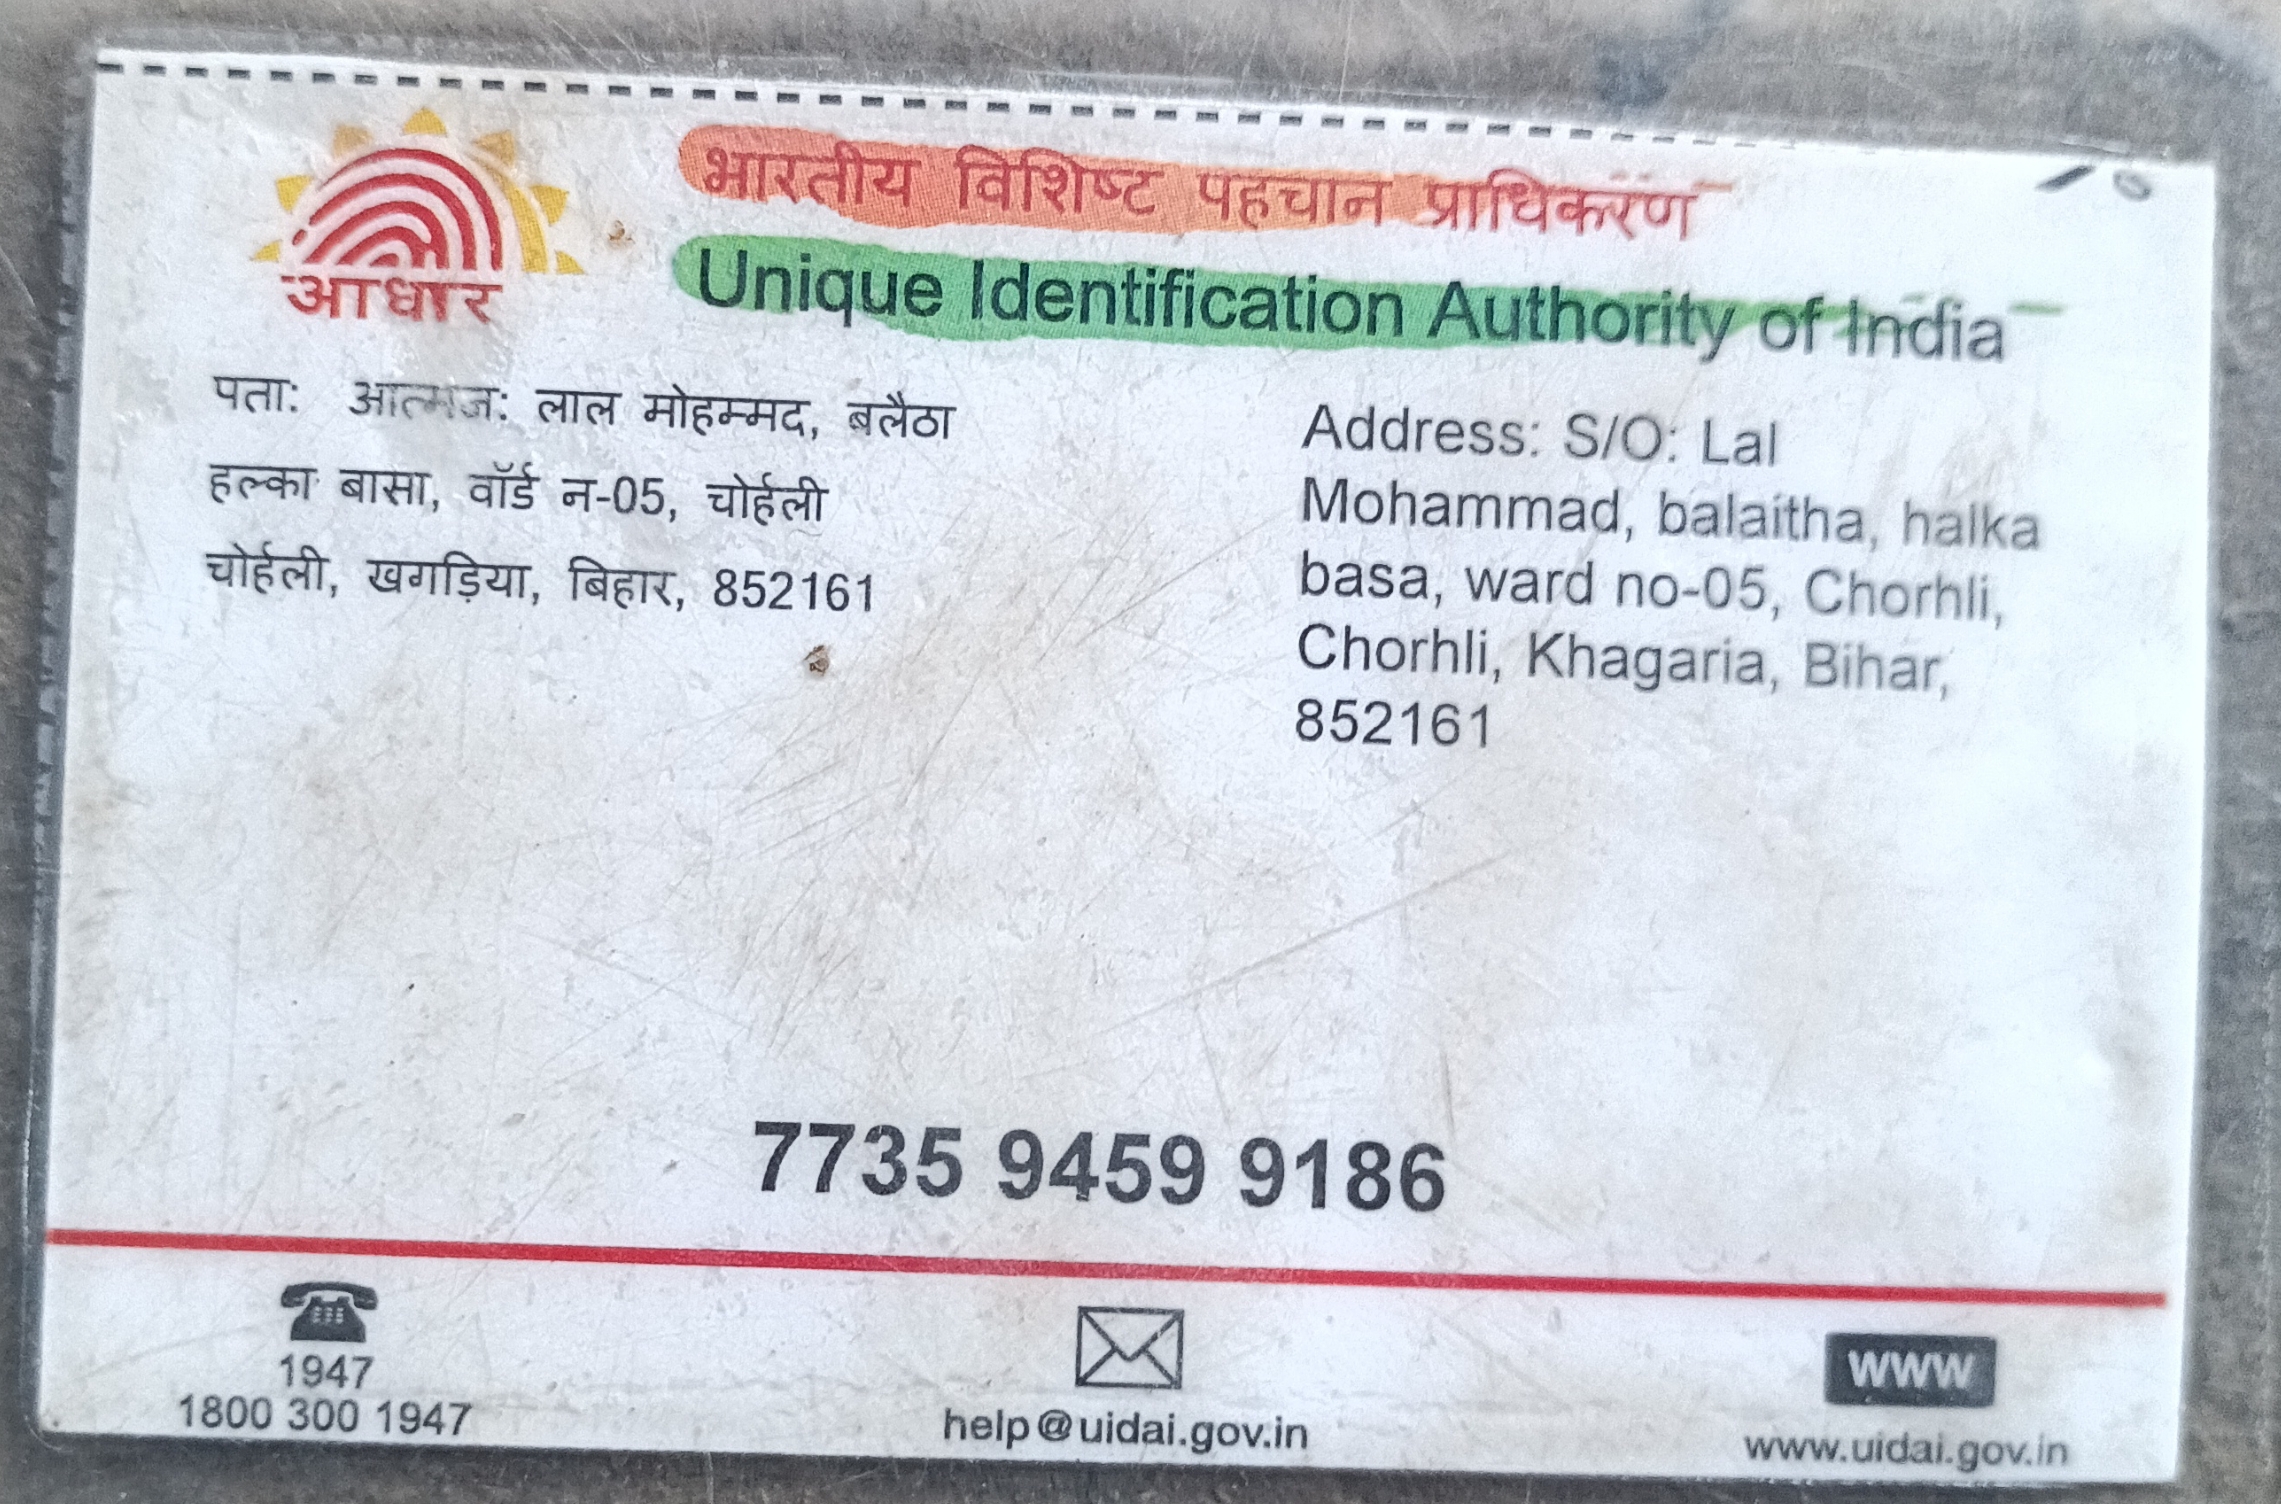 आधार
भारतीय विशिष्ट पहचान प्राधिकरण
Unique Identification Authority of India
पता: आत्मज: लाल मोहम्मद, बलैठा
हल्का बासा, वॉर्ड न-05, चोर्हली
चोर्हली, खगड़िया, बिहार, 852161
Address: S/O: Lal
Mohammad, balaitha, halka
basa, ward no-05, Chorhli,
Chorhli, Khagaria, Bihar,
852161
7735 9459 9186
1947
1800 300 1947
help@uidai.gov.in
WWW
www.uidai.gov.in